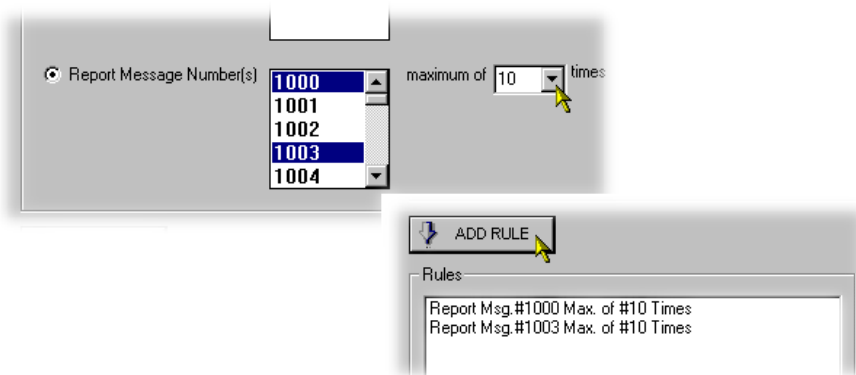 Report Message Number(s) 1000 maximum of 10 times
1001
1002
1003
1004
ADD RULE
Rules
Report Msg.#1000 Max. of #10 Times
Report Msg.#1003 Max. of #10 Times